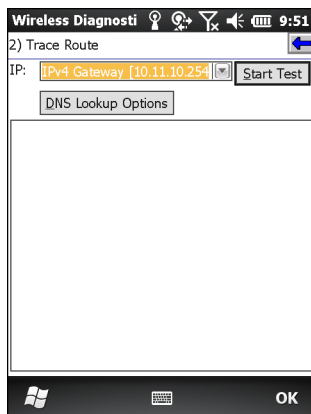 Wireless Diagnosti 9:51
2) Trace Route
IP: IPv4 Gateway [10.11.10.254 Start Test
DNS Lookup Options
OK